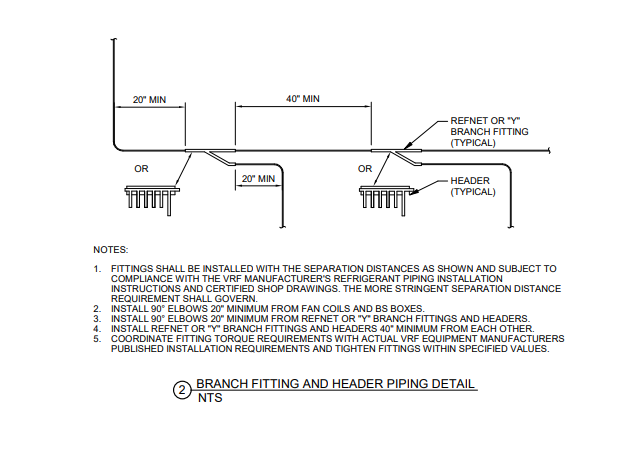 20" MIN
40" MIN
REFNET OR "Y"
BRANCH FITTING
(TYPICAL)
OR
20" MIN
OR
HEADER
(TYPICAL)
NOTES:
1. FITTINGS SHALL BE INSTALLED WITH THE SEPARATION DISTANCES AS SHOWN AND SUBJECT TO
COMPLIANCE WITH THE VRF MANUFACTURER'S REFRIGERANT PIPING INSTALLATION
INSTRUCTIONS AND CERTIFIED SHOP DRAWINGS. THE MORE STRINGENT SEPARATION DISTANCE
REQUIREMENT SHALL GOVERN.
2. INSTALL 90° ELBOWS 20" MINIMUM FROM FAN COILS AND BS BOXES.
3. INSTALL 90° ELBOWS 20" MINIMUM FROM REFNET OR "Y" BRANCH FITTINGS AND HEADERS.
4. INSTALL REFNET OR "Y" BRANCH FITTINGS AND HEADERS 40" MINIMUM FROM EACH OTHER.
5. COORDINATE FITTING TORQUE REQUIREMENTS WITH ACTUAL VRF EQUIPMENT MANUFACTURERS
PUBLISHED INSTALLATION REQUIREMENTS AND TIGHTEN FITTINGS WITHIN SPECIFIED VALUES.
2 BRANCH FITTING AND HEADER PIPING DETAIL
NTS